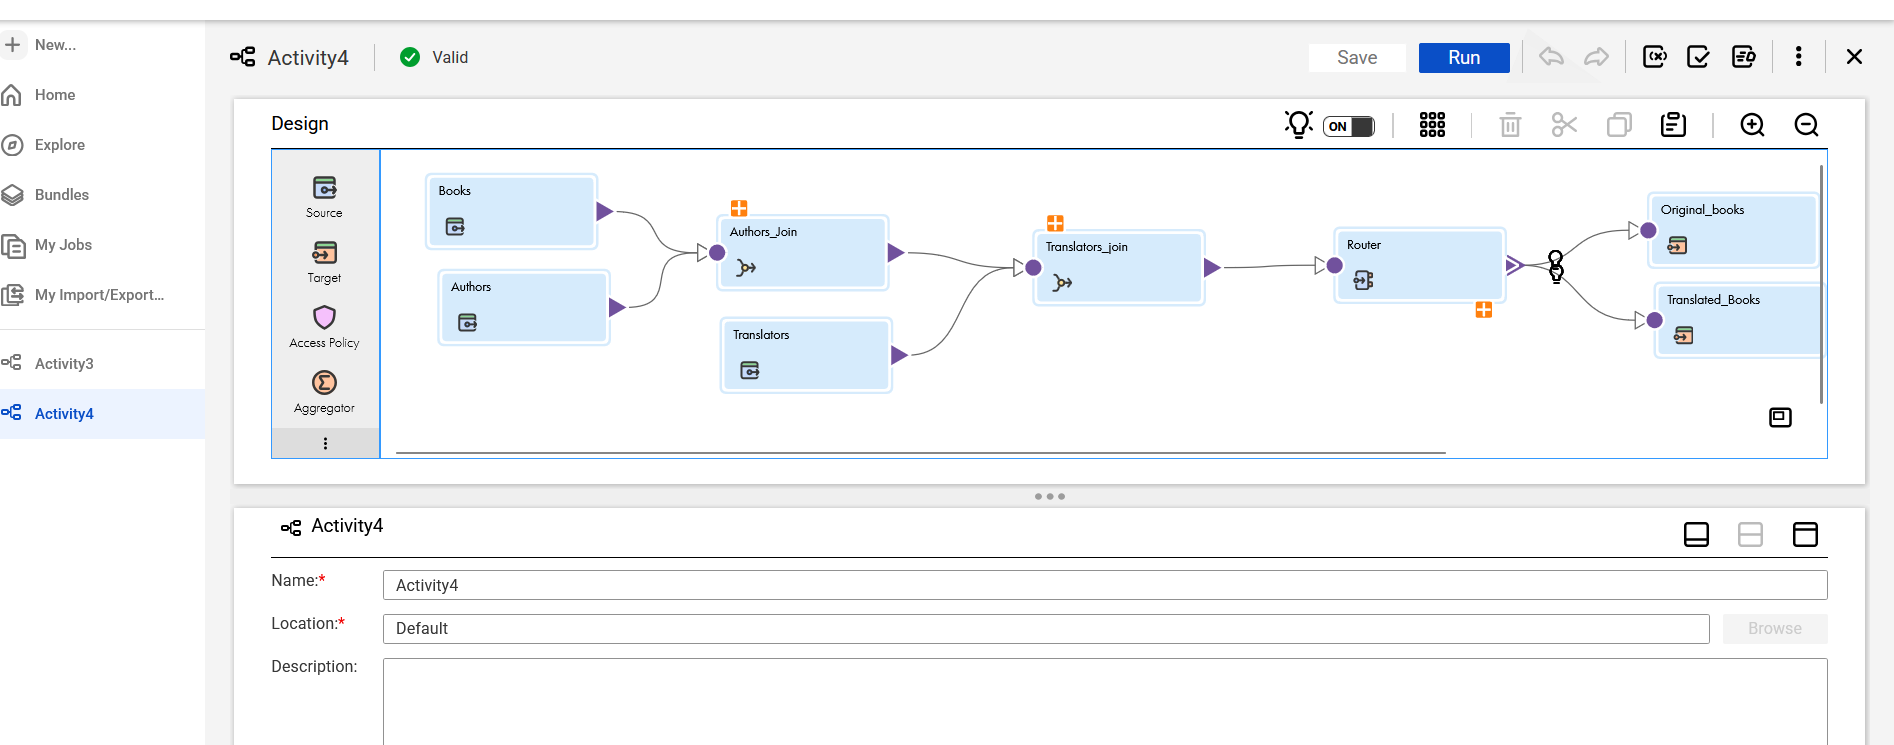 New...
Home
Explore
Bundles
My Jobs
My Import/Export...
Activity3
Activity4
Activity4
Valid
Save
Run
Design
ON
Source
Target
Access Policy
Aggregator
Books
Authors
Authors_Join
Translators
Translators_join
Router
Original_books
Translated_Books
Activity4
Name:*
Activity4
Location:*
Default
Browse
Description: